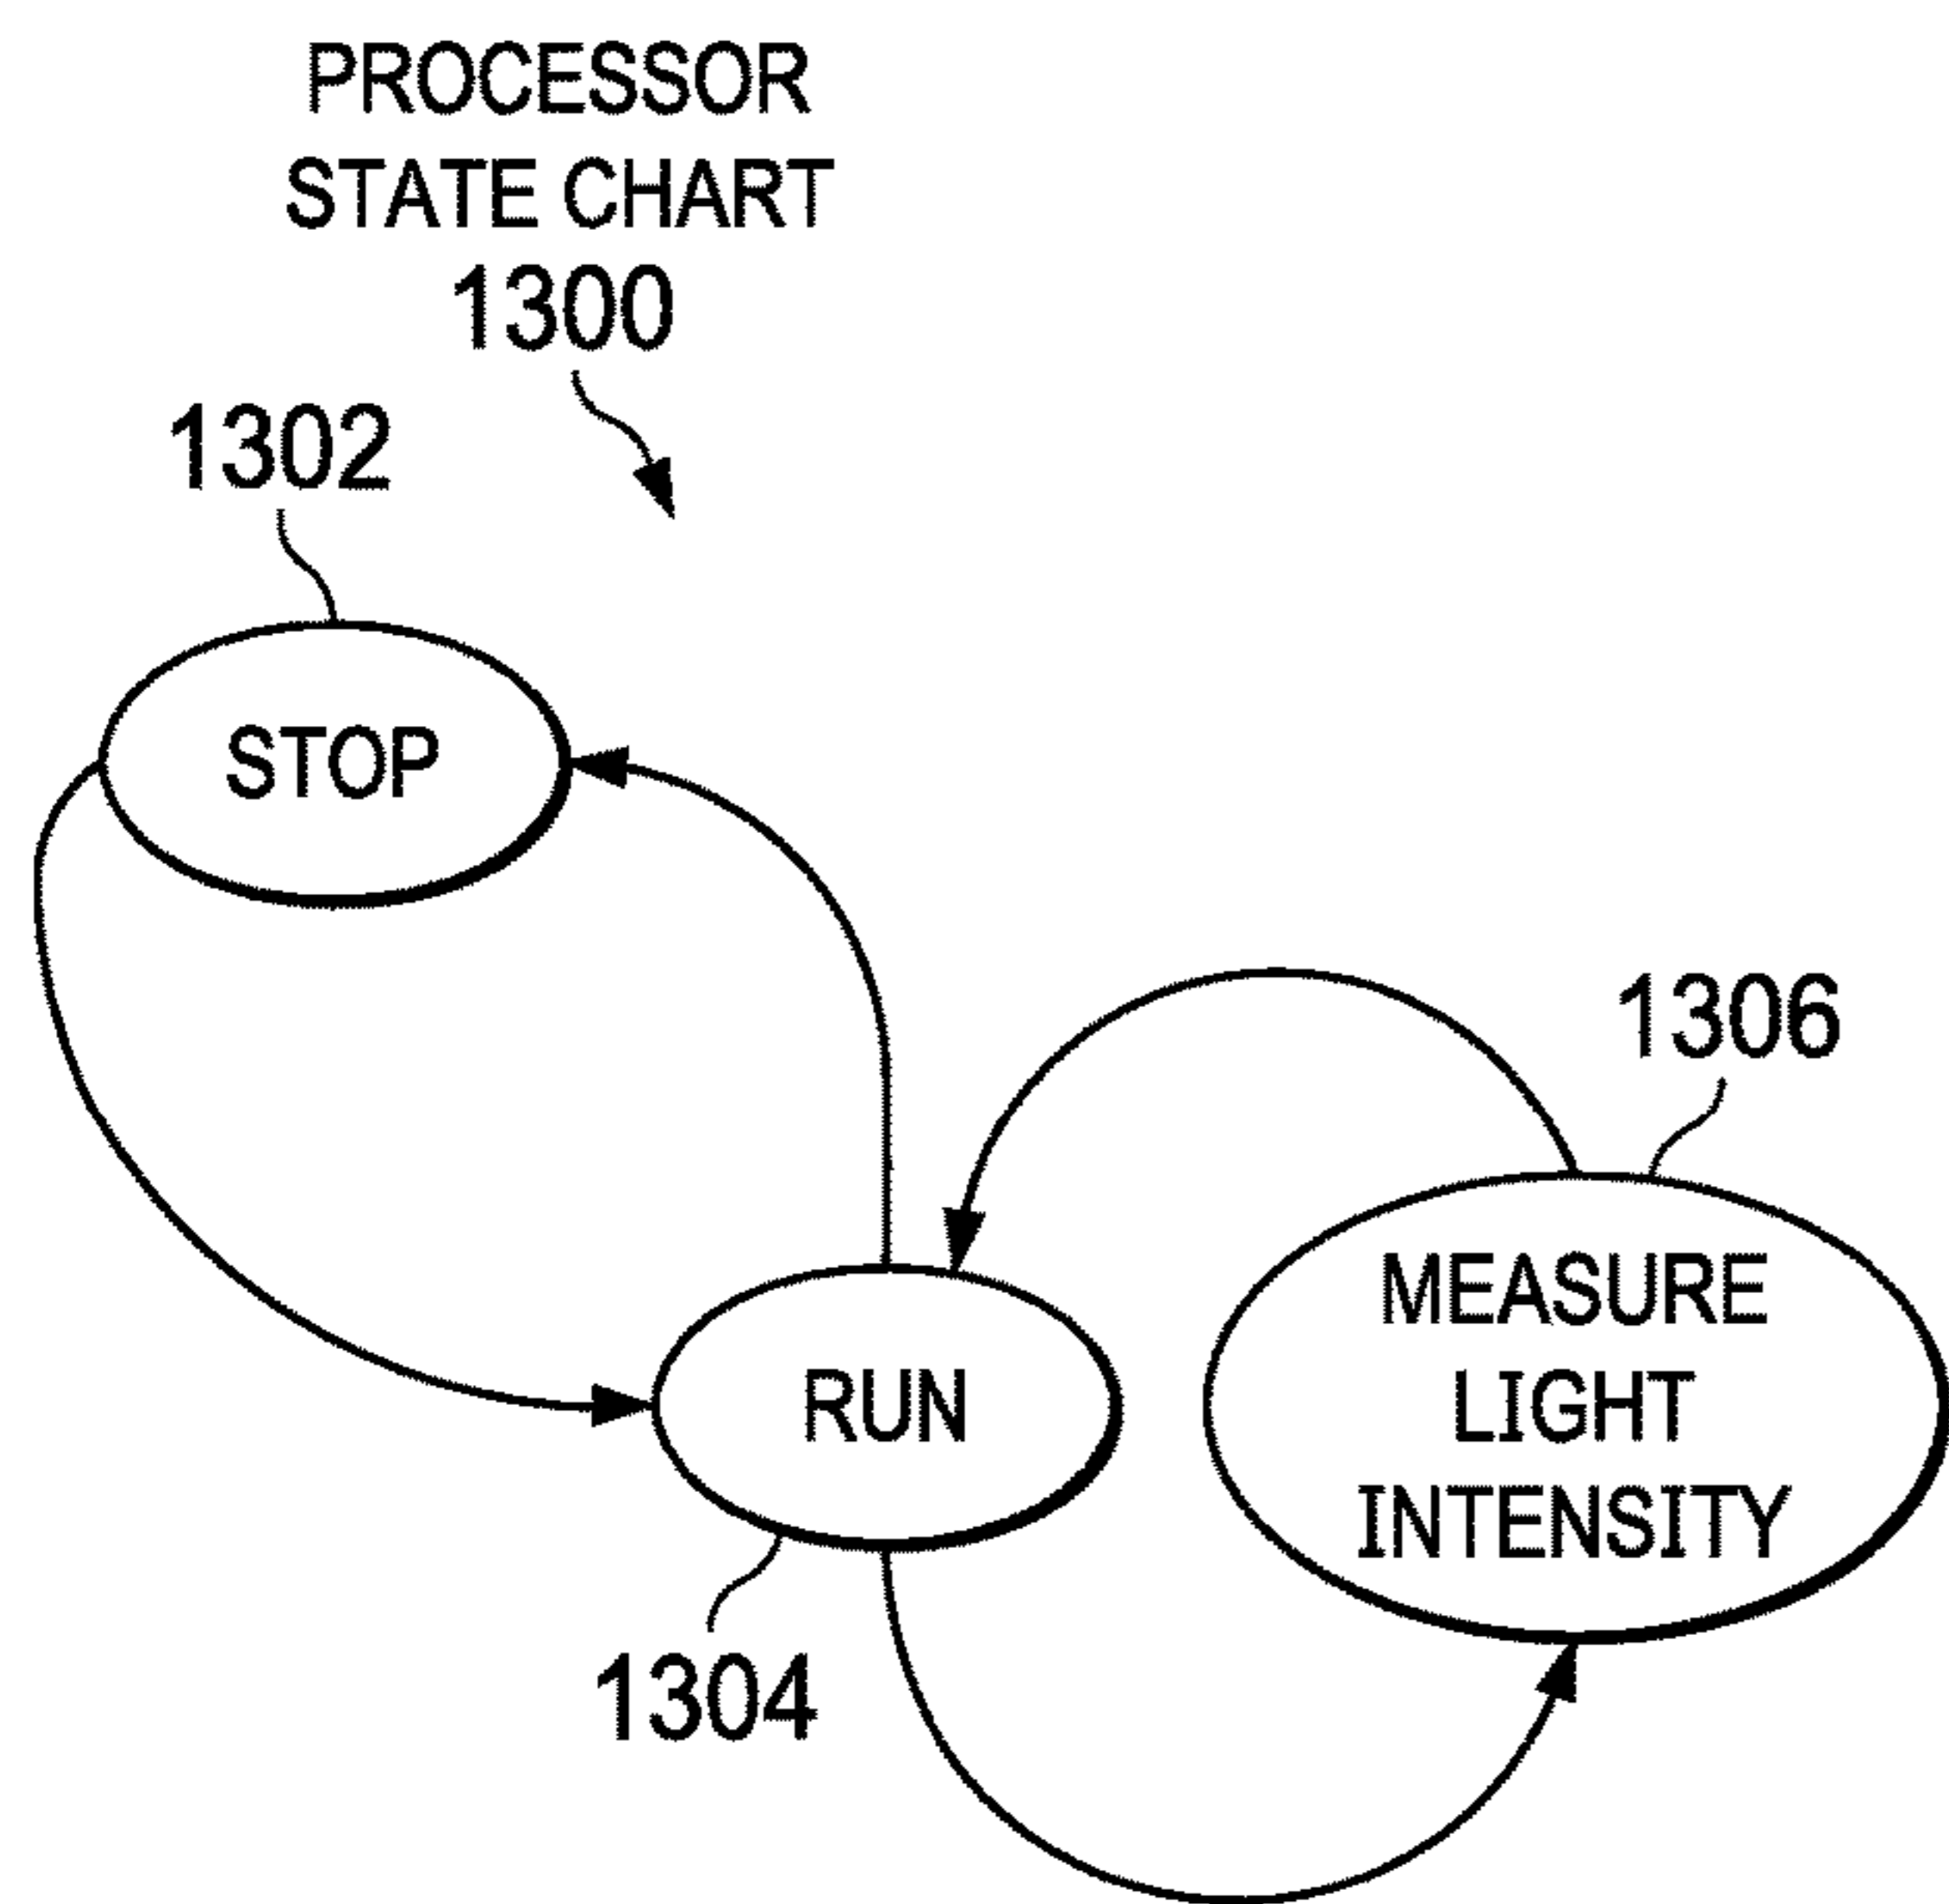 PROCESSOR
STATE CHART
1300
1302
STOP
1306
MEASURE
LIGHT
INTENSITY
RUN
1304